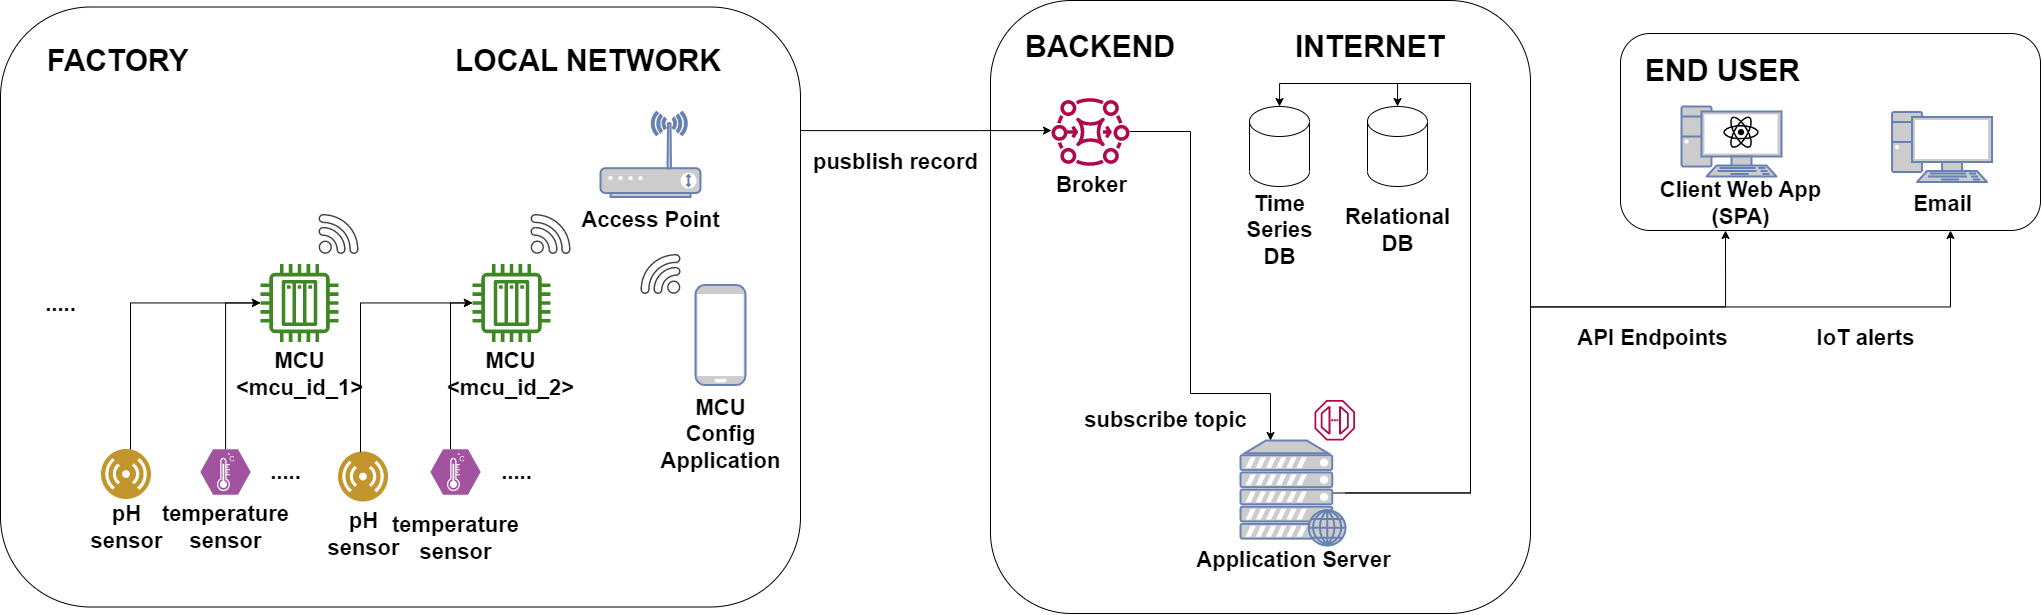 FACTORY
LOCAL NETWORK
Access Point
.....
MCU
<mcu_id_1>
MCU
<mcu_id_2>
MCU
Config
Application
pH
sensor
temperature
sensor
.....
pH
sensor
temperature
sensor
.....
pusblish record
BACKEND
INTERNET
Broker
Time
Series
DB
Relational
DB
subscribe topic
Application Server
END USER
Client Web App
(SPA)
Email
API Endpoints
IoT alerts